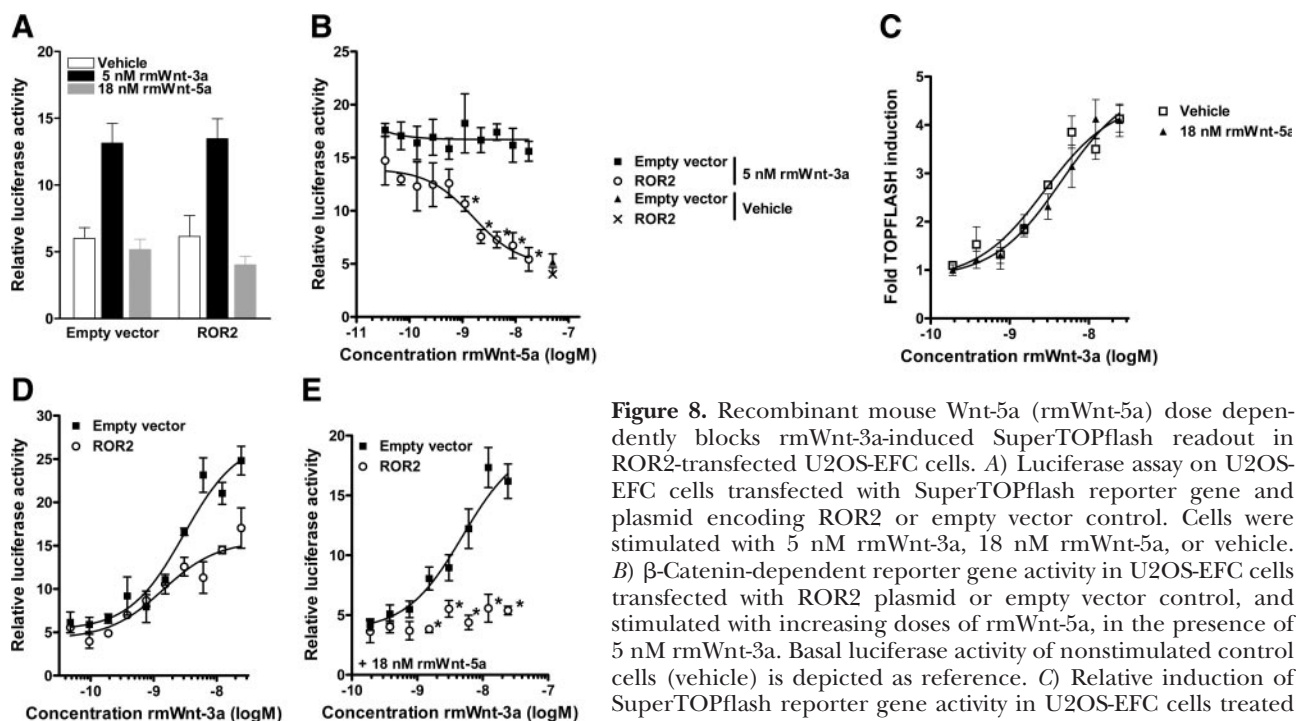 A
Relative luciferase activity
20
15
10
5
0
Vehicle
5 nM rmWnt-3a
18 nM rmWnt-5a
Empty vector
ROR2
B
Relative luciferase activity
25
20
15
10
5
0
*
*
*
*
*
-11
-10
-9
-8
-7
Concentration rmWnt-5a (logM)
Empty vector
ROR2
5 nM rmWnt-3a
Empty vector
ROR2
Vehicle
C
Fold TOPFLASH induction
5
4
3
2
1
0
-10
-9
-8
Concentration rmWnt-3a (logM)
Vehicle
18 nM rmWnt-5a
D
Relative luciferase activity
30
25
20
15
10
5
0
Empty vector
ROR2
-10
-9
-8
Concentration rmWnt-3a (logM)
E
Relative luciferase activity
20
15
10
5
0
Empty vector
ROR2
*
*
*
*
*
+ 18 nM rmWnt-5a
-10
-9
-8
-7
Concentration rmWnt-3a (logM)
Figure 8. Recombinant mouse Wnt-5a (rmWnt-5a) dose depen-
dently blocks rmWnt-3a-induced SuperTOPflash readout in
ROR2-transfected U2OS-EFC cells. A) Luciferase assay on U2OS-
EFC cells transfected with SuperTOPflash reporter gene and
plasmid encoding ROR2 or empty vector control. Cells were
stimulated with 5 nM rmWnt-3a, 18 nM rmWnt-5a, or vehicle.
B) β-Catenin-dependent reporter gene activity in U2OS-EFC cells
transfected with ROR2 plasmid or empty vector control, and
stimulated with increasing doses of rmWnt-5a, in the presence of
5 nM rmWnt-3a. Basal luciferase activity of nonstimulated control
cells (vehicle) is depicted as reference. C) Relative induction of
SuperTOPflash reporter gene activity in U2OS-EFC cells treated